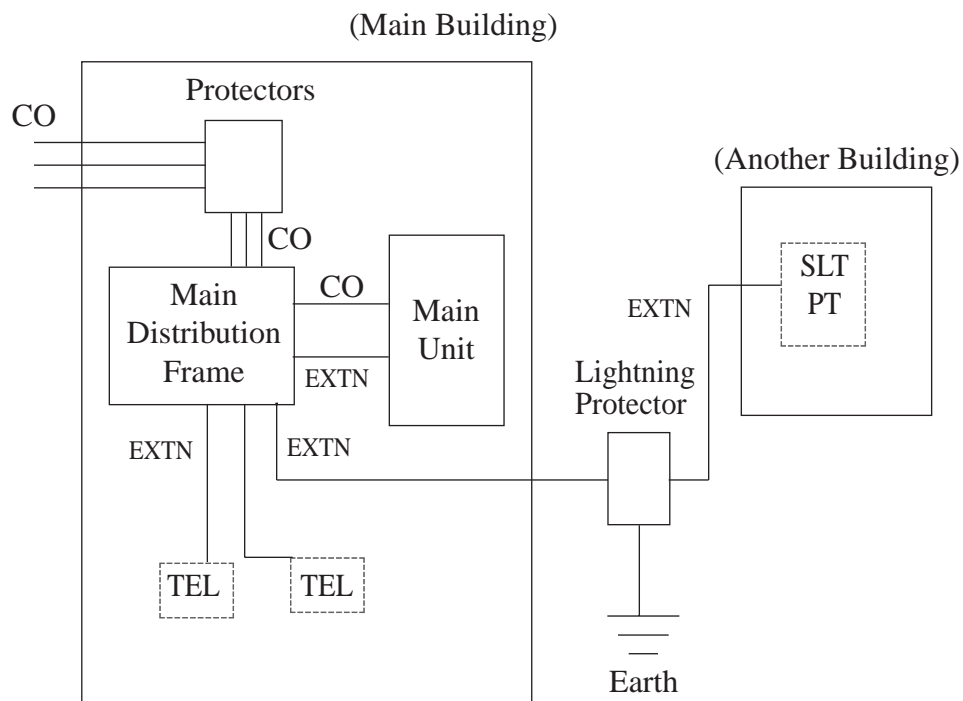 (Main Building)
Protectors
CO
(Another Building)
CO
SLT
PT
CO
Main
Distribution
Frame
Main
Unit
EXTN
EXTN
Lightning
Protector
EXTN
EXTN
TEL
TEL
Earth